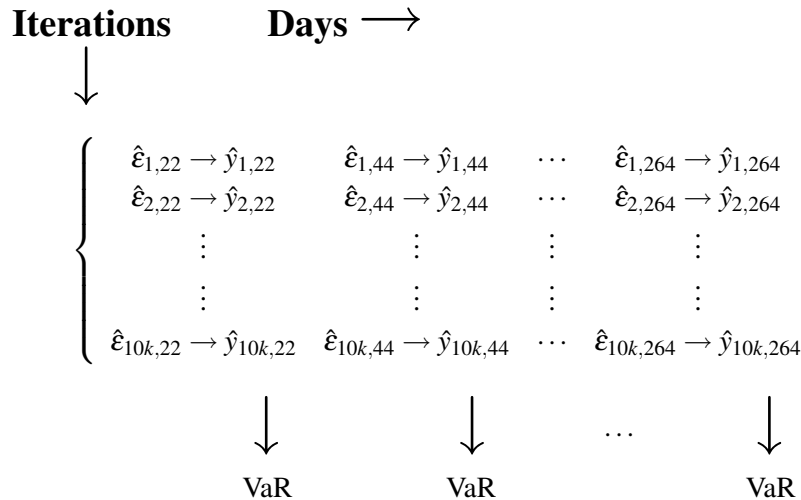 Iterations Days →
↓
ε̂1,22 → ŷ1,22 ε̂1,44 → ŷ1,44 ⋯ ε̂1,264 → ŷ1,264
ε̂2,22 → ŷ2,22 ε̂2,44 → ŷ2,44 ⋯ ε̂2,264 → ŷ2,264
⋮ ⋮ ⋮ ⋮
⋮ ⋮ ⋮ ⋮
ε̂10k,22 → ŷ10k,22 ε̂10k,44 → ŷ10k,44 ⋯ ε̂10k,264 → ŷ10k,264
↓ ↓ ... ↓
VaR VaR VaR